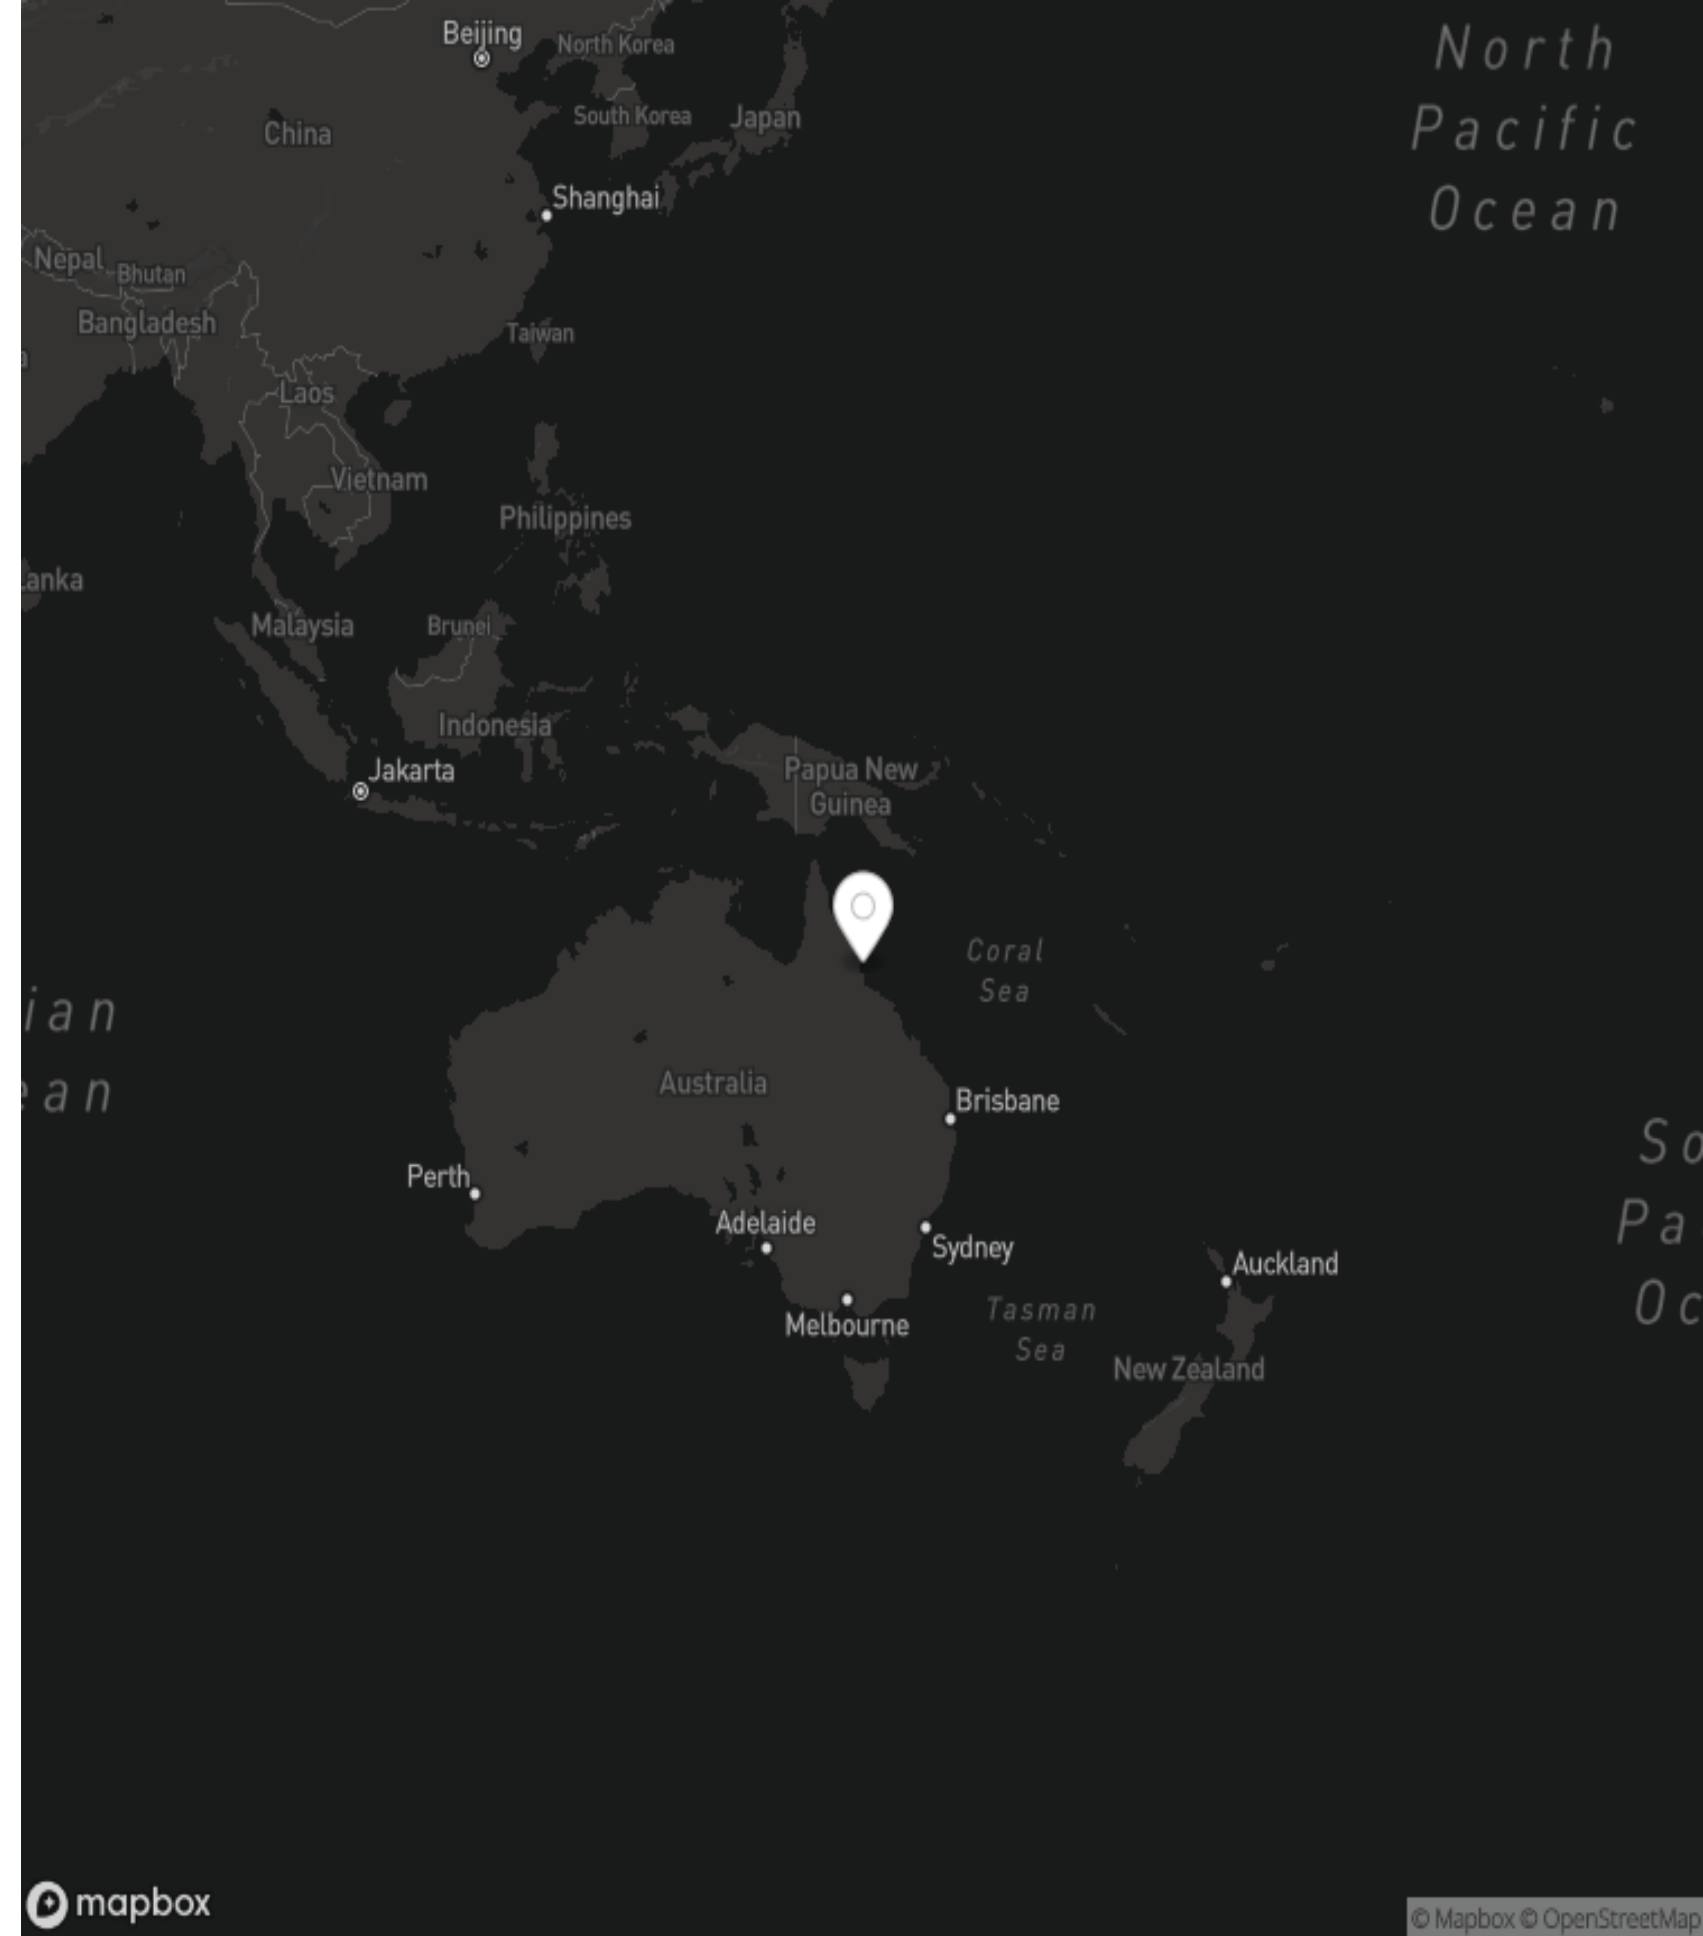 Beijing
North Korea
North
Pacific
Ocean
China
South Korea
Japan
Shanghai
Nepal
Bhutan
Bangladesh
Taiwan
Laos
Vietnam
Philippines
anka
Malaysia
Brunei
Indonesia
Jakarta
Papua New
Guinea
Coral
Sea
ian
ean
Australia
Brisbane
So
Pa
Oc
Perth
Adelaide
Sydney
Auckland
Tasman
Sea
Melbourne
New Zealand
mapbox
© Mapbox © OpenStreetMap